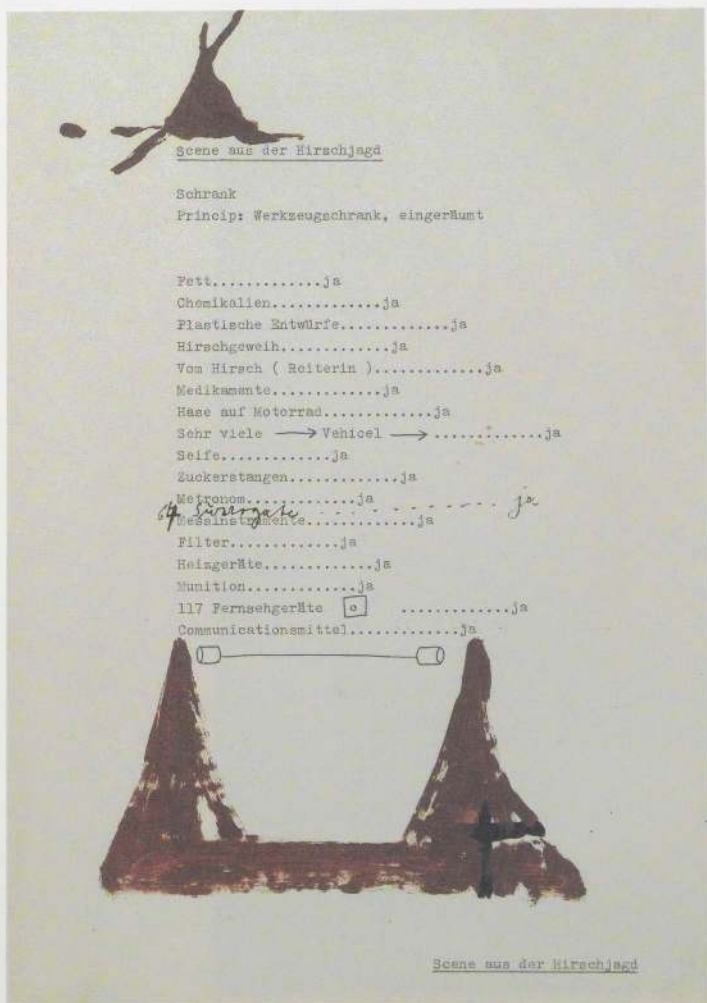 Scene aus der Hirschjagd
Schrank
Princip: Werkzeugschrank, eingeräumt
Fett.............ja
Chemikalien.............ja
Plastische Entwürfe.............ja
Hirschgeweih.............ja
Vom Hirsch ( Reiterin ).............ja
Medikamente.............ja
Hase auf Motorrad.............ja
Sehr viele → Vehicel → .............ja
Seife.............ja
Zuckerstangen.............ja
Metronom.............ja
64 Surrogate . . . . . . . . . . . . ja
Messinstrumente.............ja
Filter.............ja
Heizgeräte.............ja
Munition.............ja
117 Fernsehgeräte .............ja
Communicationsmittel.............ja
Scene aus der Hirschjagd